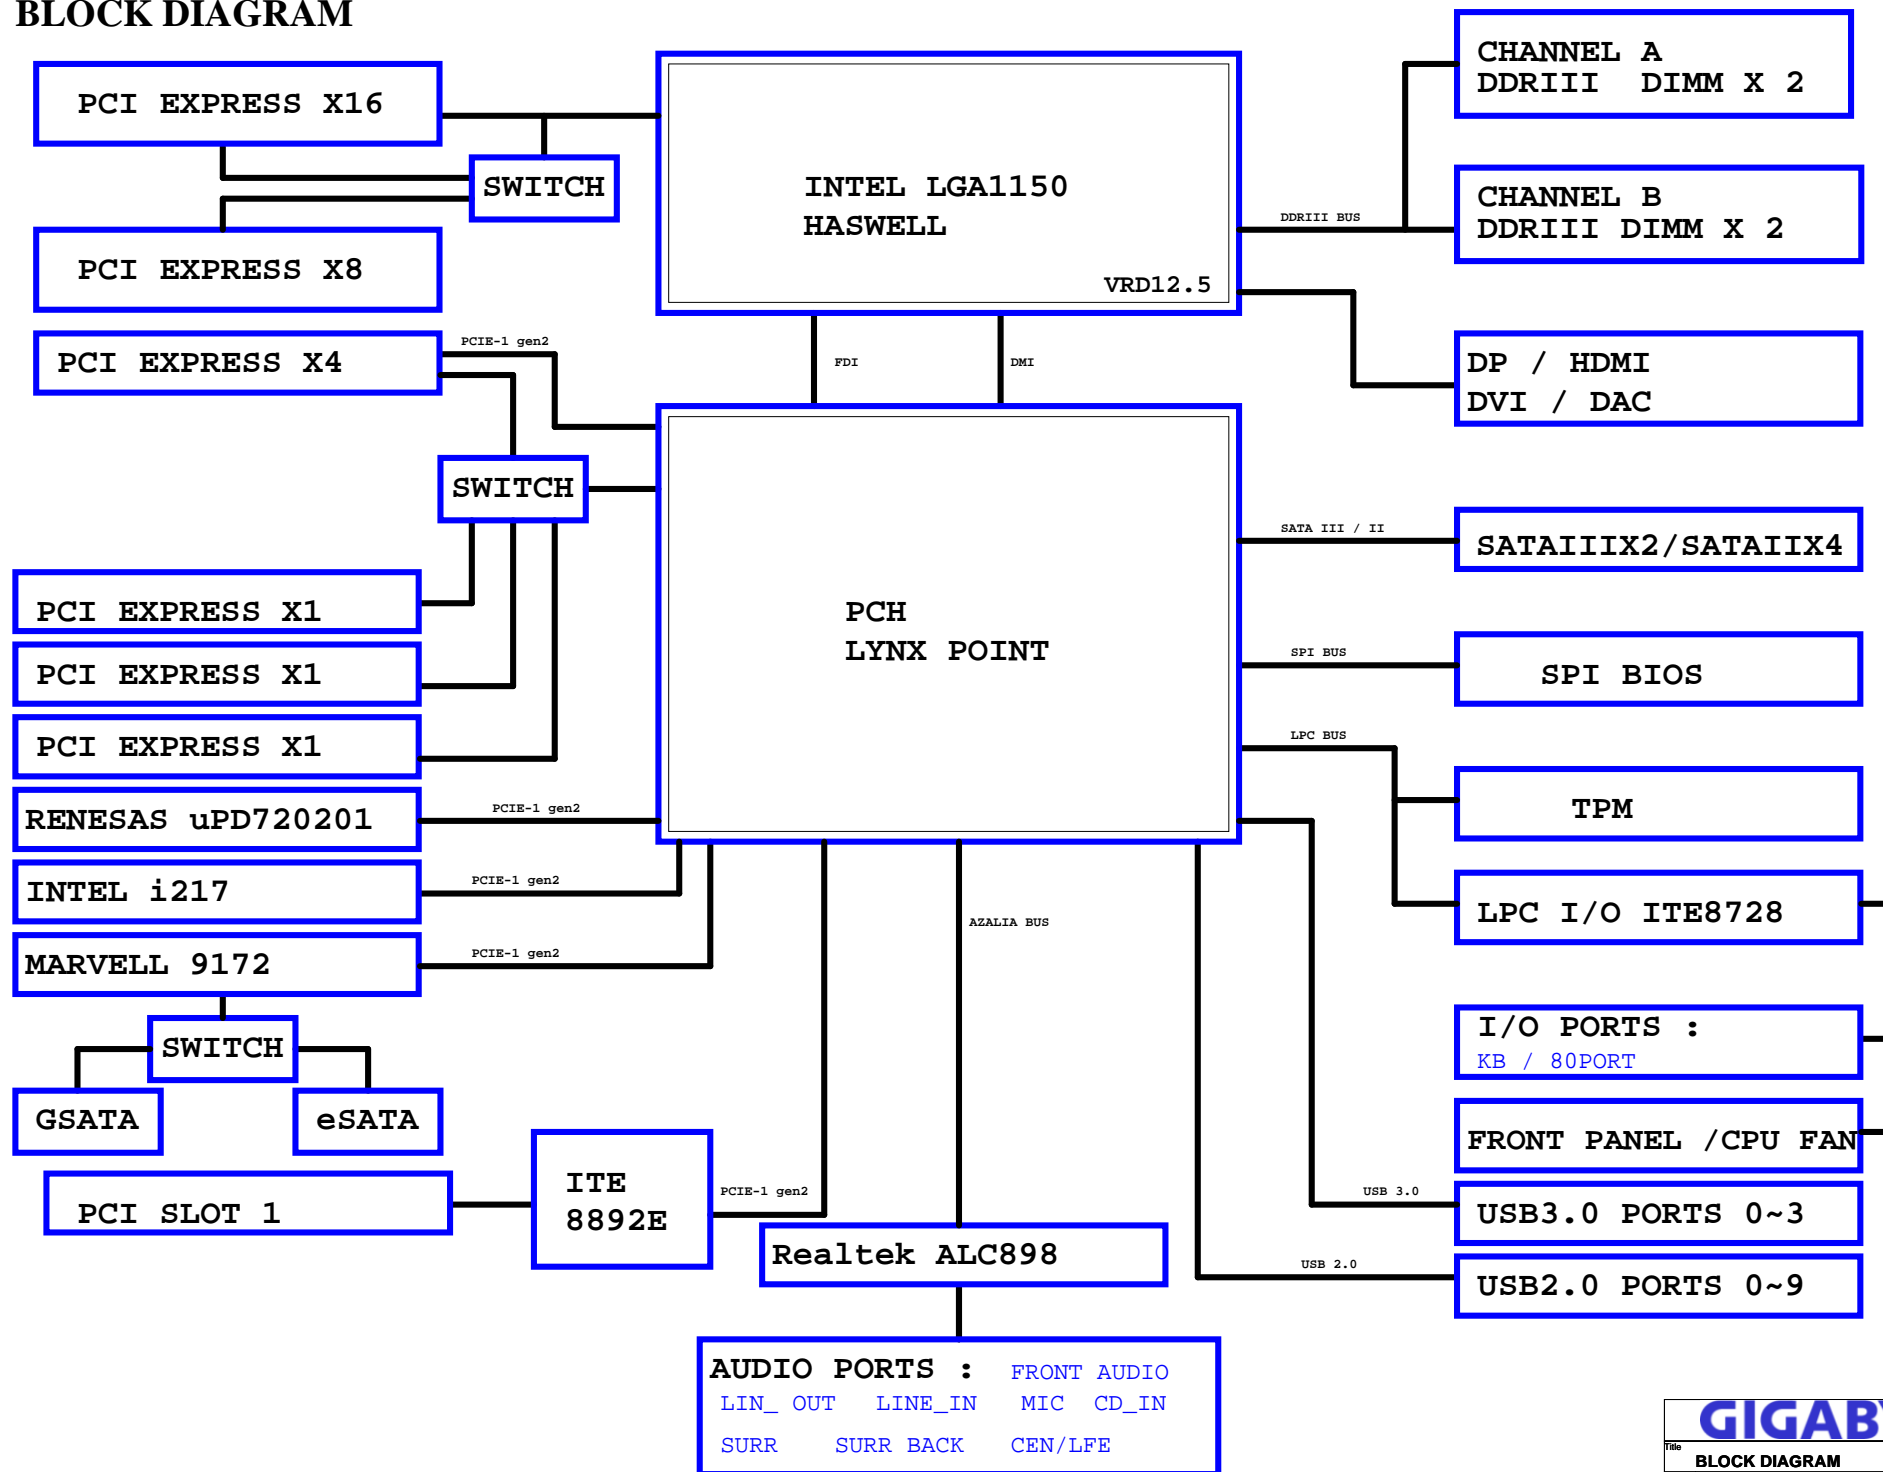 BLOCK DIAGRAM
PCI EXPRESS X16
SWITCH
PCI EXPRESS X8
INTEL LGA1150
HASWELL
VRD12.5
CHANNEL A
DDRIII DIMM X 2
DDRIII BUS
CHANNEL B
DDRIII DIMM X 2
PCI EXPRESS X4
PCIE-1 gen2
FDI
DMI
DP / HDMI
DVI / DAC
SWITCH
PCH
LYNX POINT
SATA III / II
SATAIIIX2/SATAIIX4
PCI EXPRESS X1
PCI EXPRESS X1
PCI EXPRESS X1
SPI BUS
SPI BIOS
LPC BUS
TPM
RENESAS uPD720201
PCIE-1 gen2
INTEL i217
PCIE-1 gen2
LPC I/O ITE8728
MARVELL 9172
PCIE-1 gen2
AZALIA BUS
SWITCH
GSATA
eSATA
I/O PORTS :
KB / 80PORT
FRONT PANEL /CPU FAN
PCI SLOT 1
ITE
8892E
PCIE-1 gen2
USB 3.0
USB3.0 PORTS 0~3
Realtek ALC898
USB 2.0
USB2.0 PORTS 0~9
AUDIO PORTS : FRONT AUDIO
LIN_ OUT LINE_IN MIC CD_IN
SURR SURR BACK CEN/LFE
GIGAB
Title
BLOCK DIAGRAM